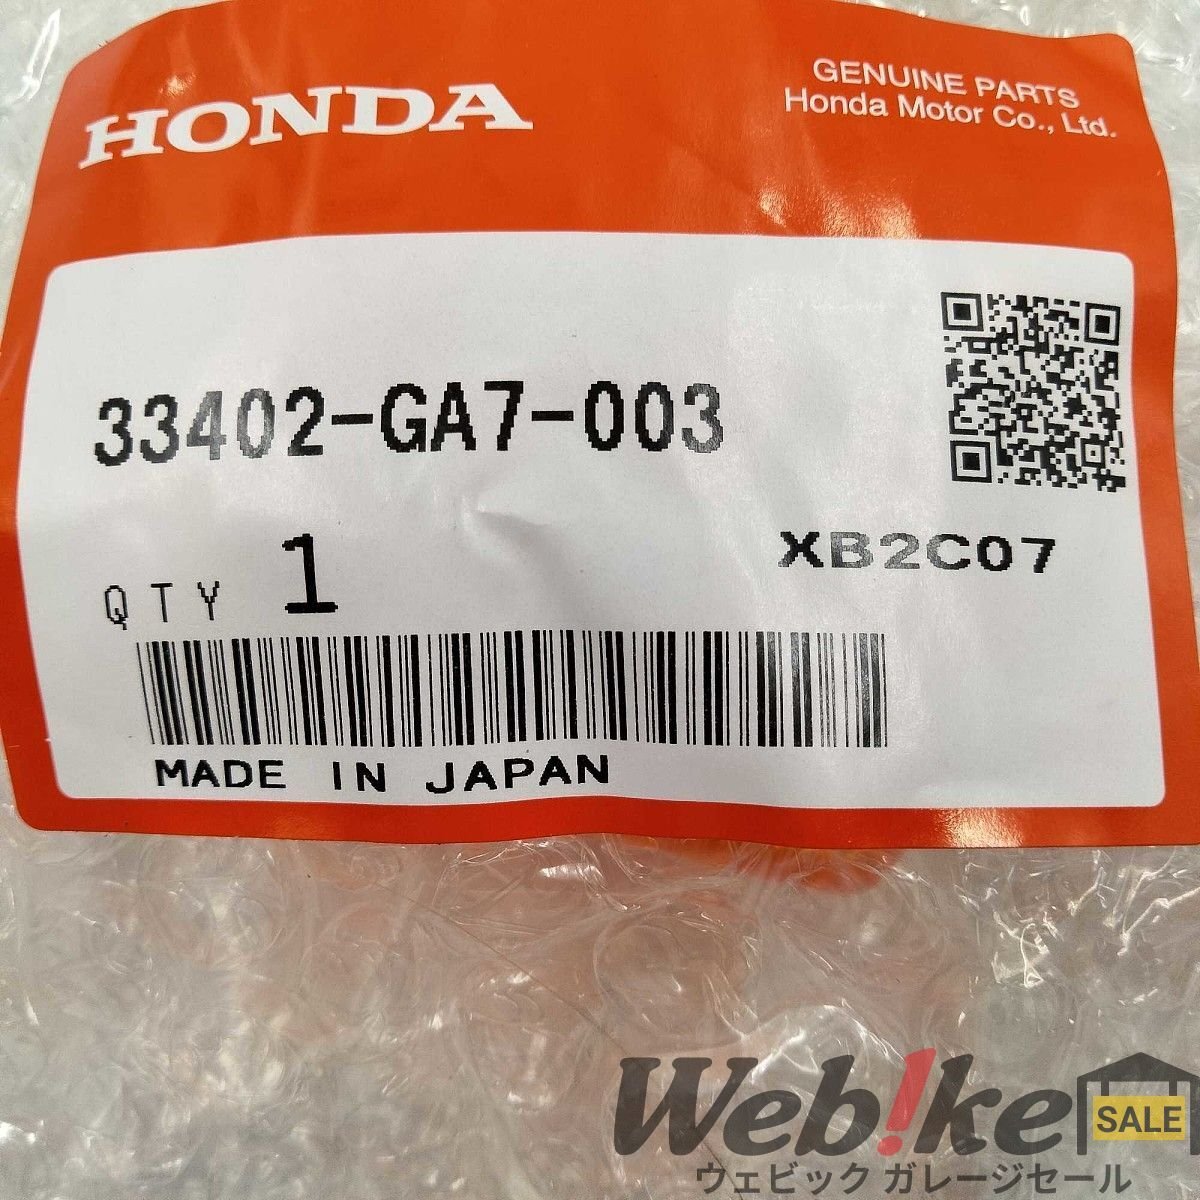 HONDA
GENUINE PARTS
Honda Motor Co., Ltd.
33402-GA7-003
XB2C07
QTY 1
MADE IN JAPAN
Web!ke
SALE
ウェビック ガレージセール